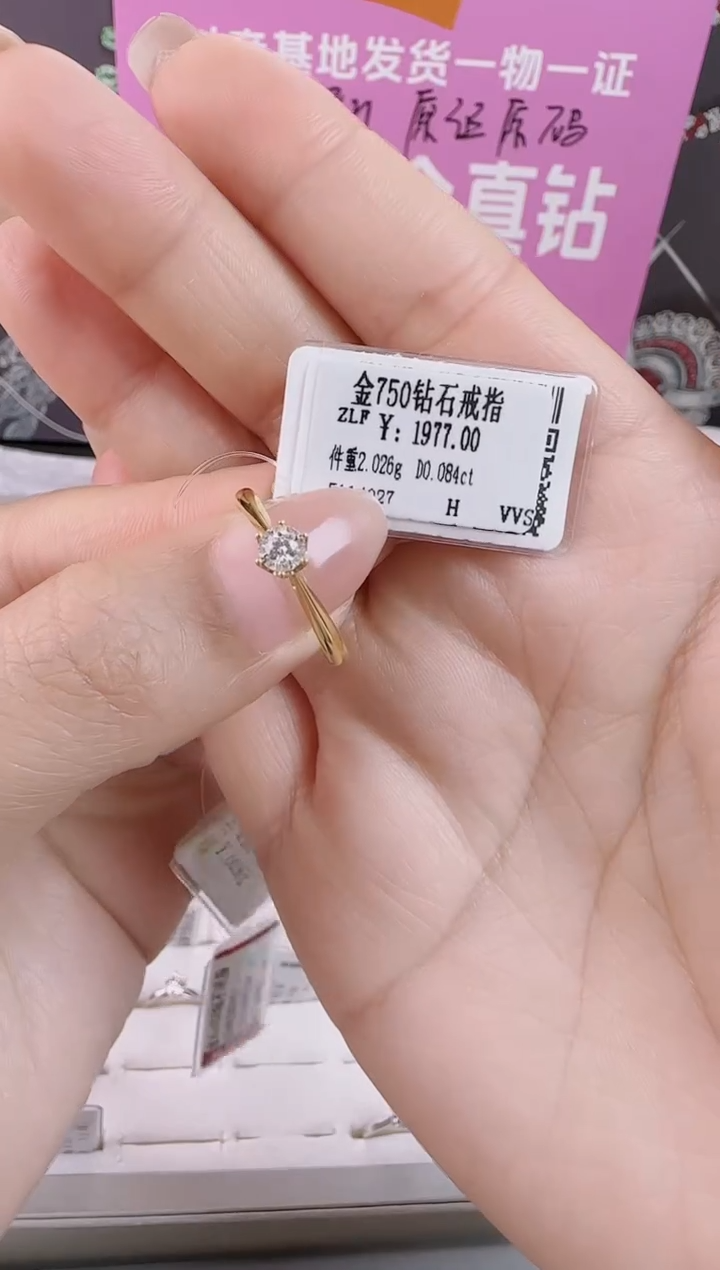 基地发货一物一证
原证原码
真钻
金750钻石戒指
ZLF ¥: 1977.00
件重2.026g D0.084ct
H VVS